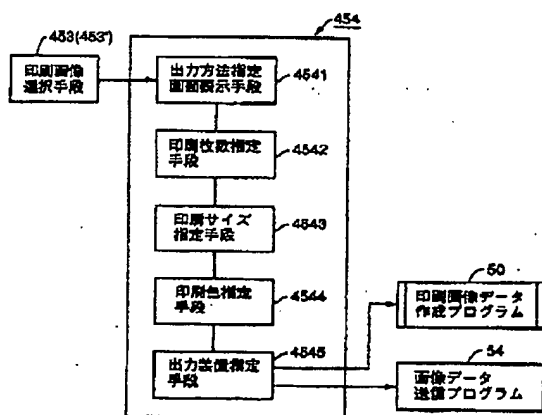 453(453')
454
印刷画像
選択手段
出力方法指定
画面表示手段
4541
印刷枚数指定
手段
4542
印刷サイズ
指定手段
4543
印刷色指定
手段
4544
出力装置指定
手段
4545
50
印刷画像データ
作成プログラム
54
画像データ
送信プログラム